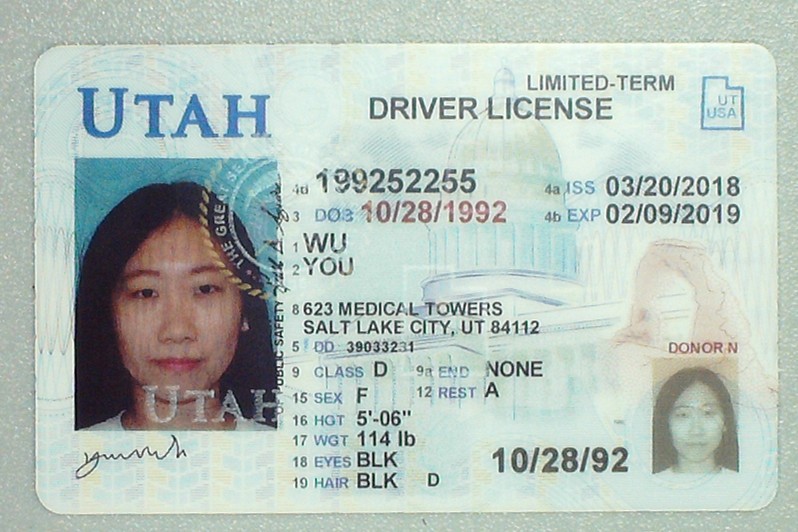 UTAH
LIMITED-TERM
DRIVER LICENSE
UT
USA
4d 199252255
4a ISS 03/20/2018
3 DOB 10/28/1992
4b EXP 02/09/2019
1 WU
2 YOU
8 623 MEDICAL TOWERS
SALT LAKE CITY, UT 84112
5 DD 39033231
DONOR N
9 CLASS D 9a END NONE
15 SEX F 12 REST A
16 HGT 5'-06"
17 WGT 114 lb
18 EYES BLK
19 HAIR BLK D
10/28/92
THE GREAT SE
PUBLIC SAFETY
UTAH